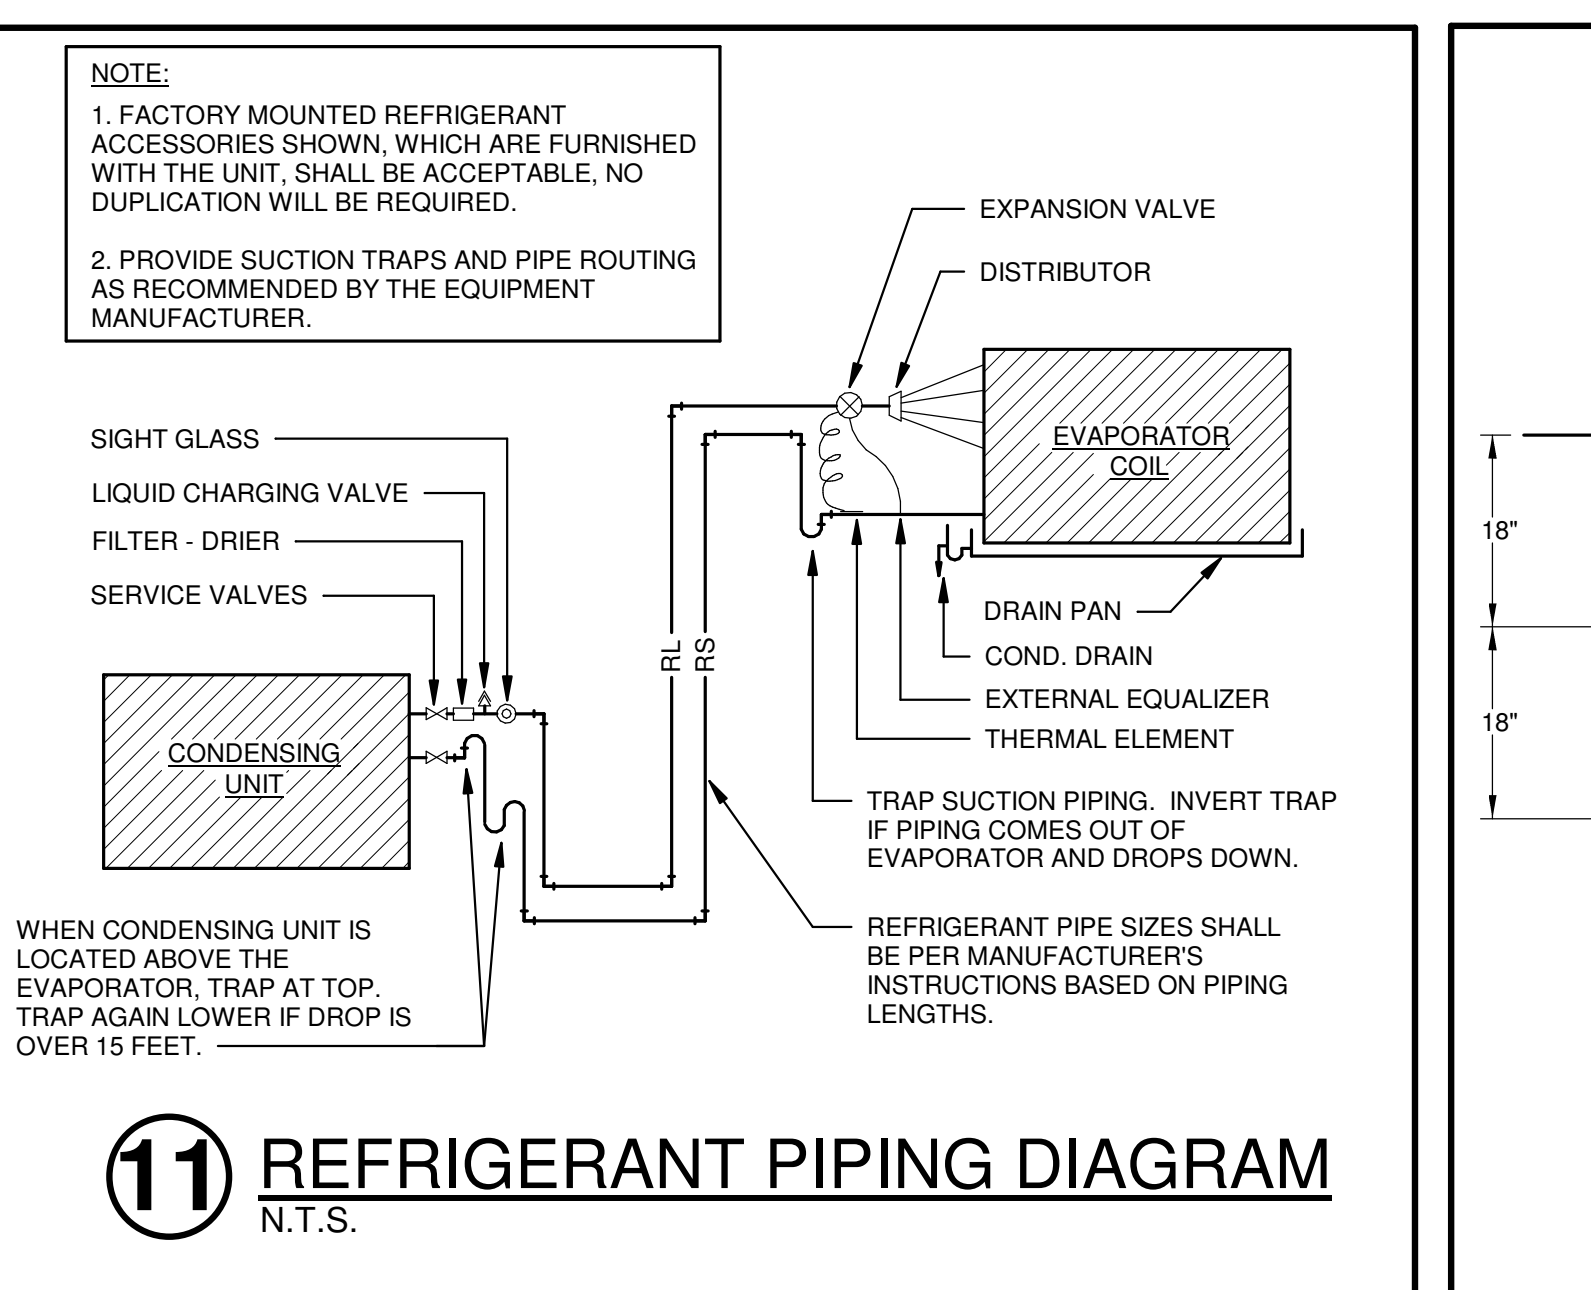 NOTE:
1. FACTORY MOUNTED REFRIGERANT
ACCESSORIES SHOWN, WHICH ARE FURNISHED
WITH THE UNIT, SHALL BE ACCEPTABLE, NO
DUPLICATION WILL BE REQUIRED.
2. PROVIDE SUCTION TRAPS AND PIPE ROUTING
AS RECOMMENDED BY THE EQUIPMENT
MANUFACTURER.
EXPANSION VALVE
DISTRIBUTOR
EVAPORATOR
COIL
SIGHT GLASS
LIQUID CHARGING VALVE
FILTER - DRIER
SERVICE VALVES
RL
RS
DRAIN PAN
COND. DRAIN
EXTERNAL EQUALIZER
THERMAL ELEMENT
CONDENSING
UNIT
TRAP SUCTION PIPING.  INVERT TRAP
IF PIPING COMES OUT OF
EVAPORATOR AND DROPS DOWN.
REFRIGERANT PIPE SIZES SHALL
BE PER MANUFACTURER'S
INSTRUCTIONS BASED ON PIPING
LENGTHS.
WHEN CONDENSING UNIT IS
LOCATED ABOVE THE
EVAPORATOR, TRAP AT TOP.
TRAP AGAIN LOWER IF DROP IS
OVER 15 FEET.
11 REFRIGERANT PIPING DIAGRAM
N.T.S.
18"
18"